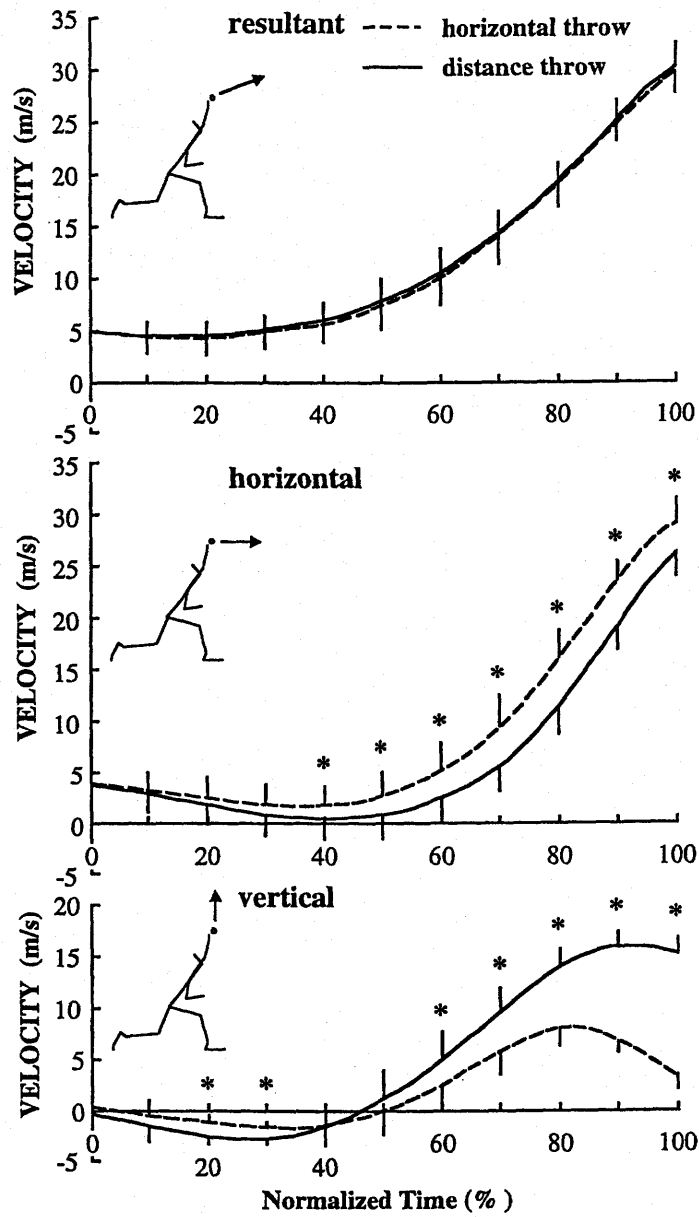 resultant
horizontal throw
distance throw
VELOCITY (m/s)
35
30
25
20
15
10
5
0
-5
0 20 40 60 80 100
horizontal
VELOCITY (m/s)
35
30
25
20
15
10
5
0
-5
* * * * * * *
0 20 40 60 80 100
vertical
VELOCITY (m/s)
20
15
10
5
0
-5
* * * * * * *
0 20 40 60 80 100
Normalized Time (%)